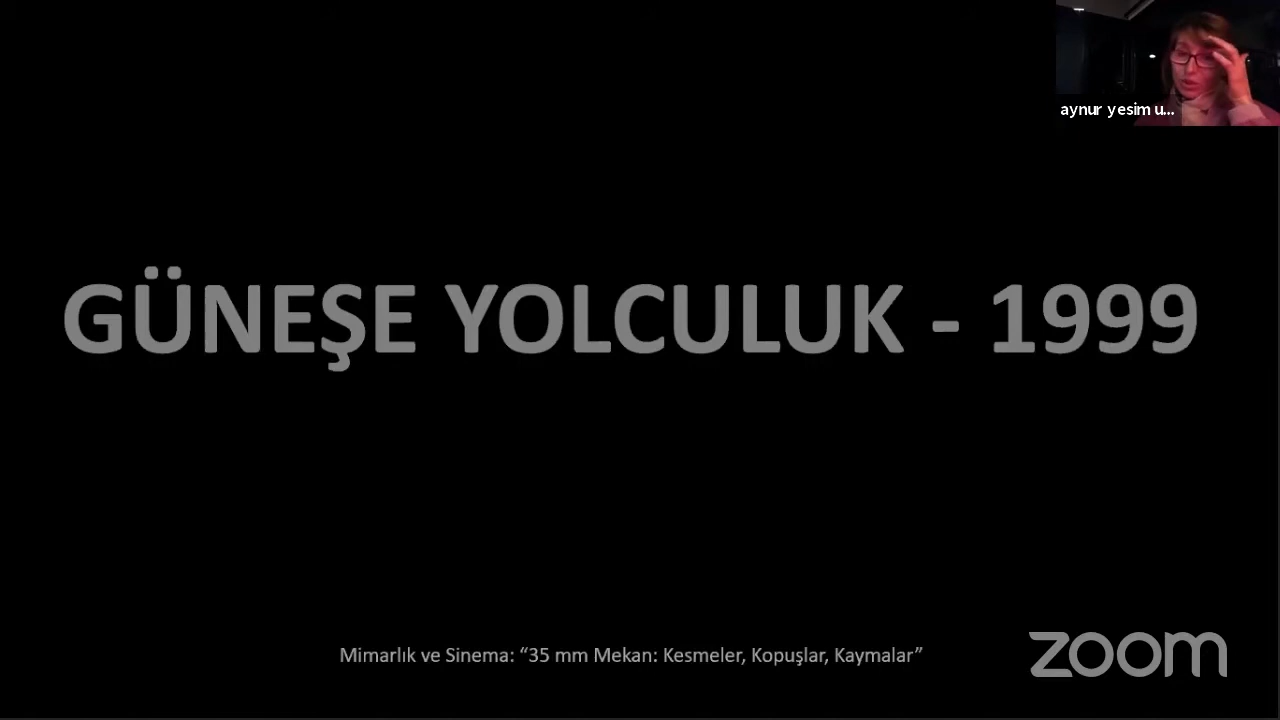 aynur yesim u...
GÜNEŞE YOLCULUK - 1999
Mimarlık ve Sinema: “35 mm Mekan: Kesmeler, Kopuşlar, Kaymalar”
zoom